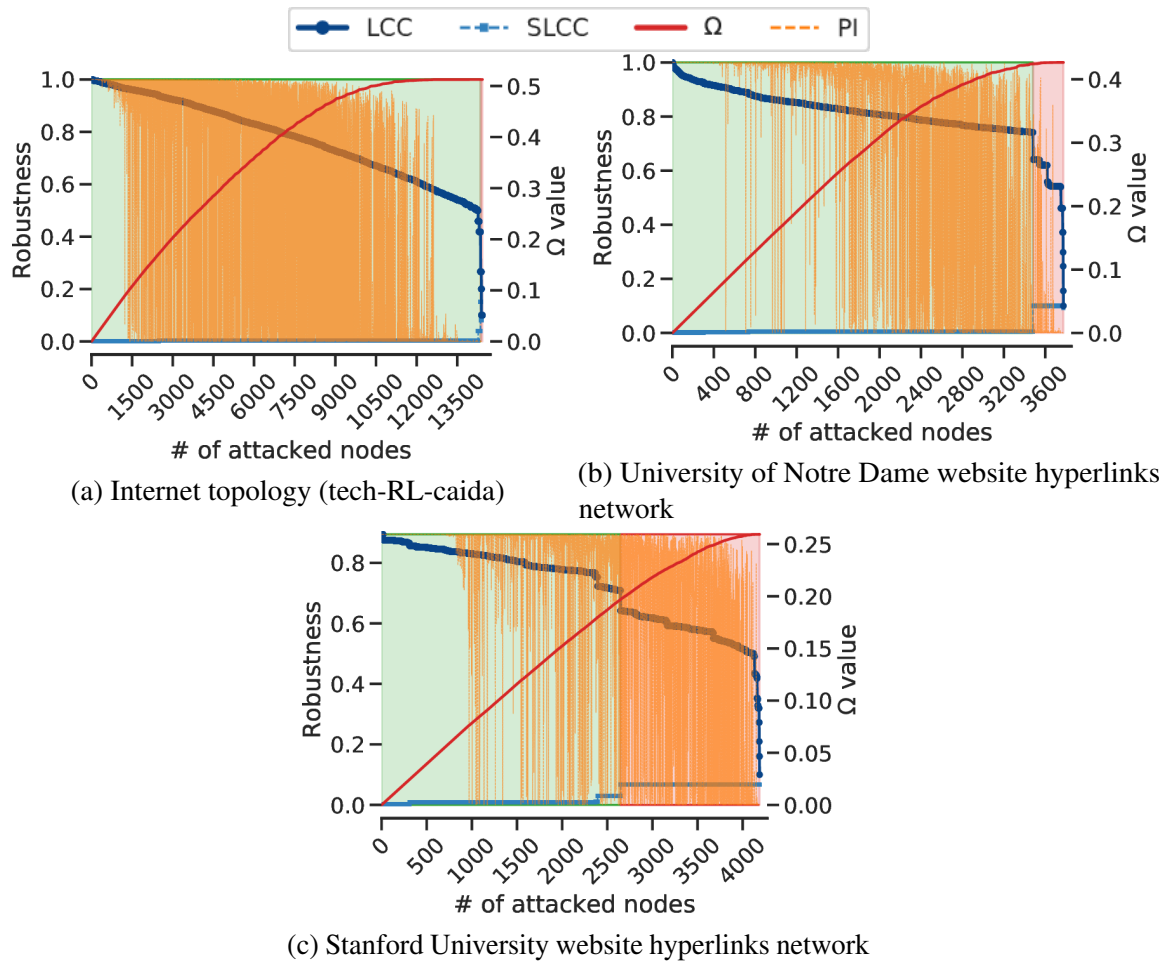 LCC SLCC Ω PI
1.0 0.8 0.6 0.4 0.2 0.0
Robustness
0.5 0.4 0.3 0.2 0.1 0.0
Ω value
0 1500 3000 4500 6000 7500 9000 10500 12000 13500
# of attacked nodes
(a) Internet topology (tech-RL-caida)
1.0 0.8 0.6 0.4 0.2 0.0
Robustness
0.4 0.3 0.2 0.1 0.0
Ω value
0 400 800 1200 1600 2000 2400 2800 3200 3600
# of attacked nodes
(b) University of Notre Dame website hyperlinks
network
0.8 0.6 0.4 0.2 0.0
Robustness
0.25 0.20 0.15 0.10 0.05 0.00
Ω value
0 500 1000 1500 2000 2500 3000 3500 4000
# of attacked nodes
(c) Stanford University website hyperlinks network